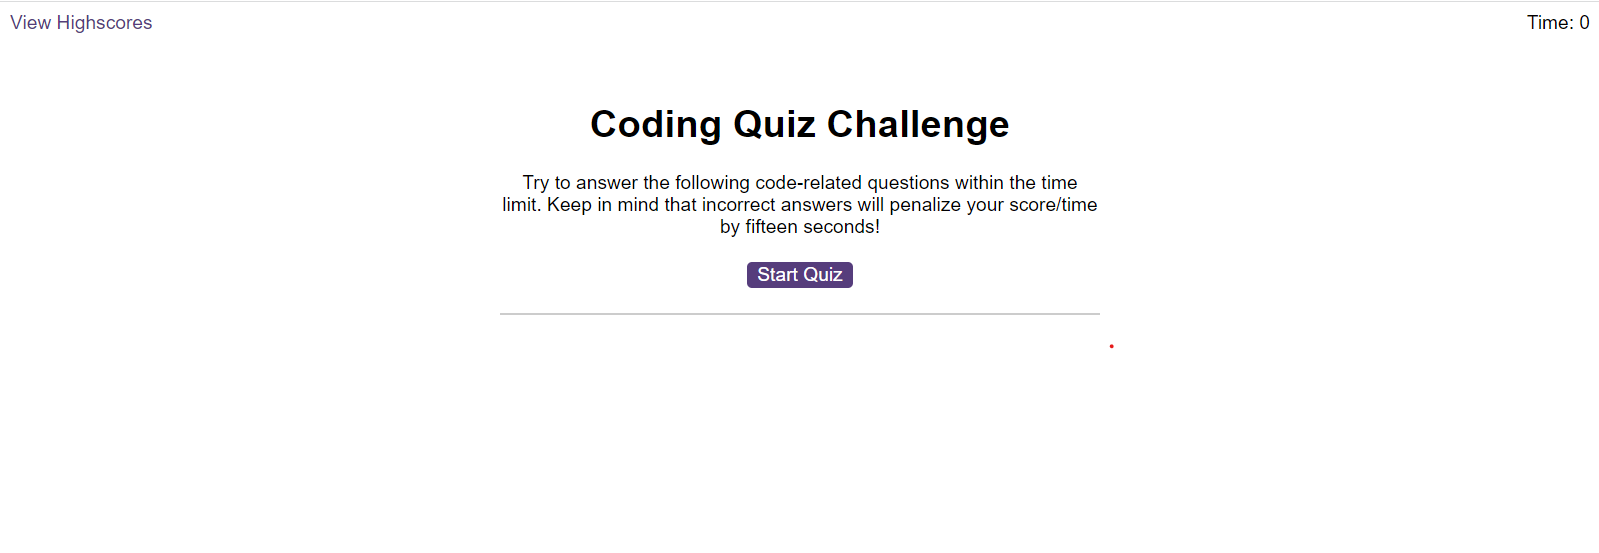 View Highscores
Time: 0
Coding Quiz Challenge
Try to answer the following code-related questions within the time
limit. Keep in mind that incorrect answers will penalize your score/time
by fifteen seconds!
Start Quiz